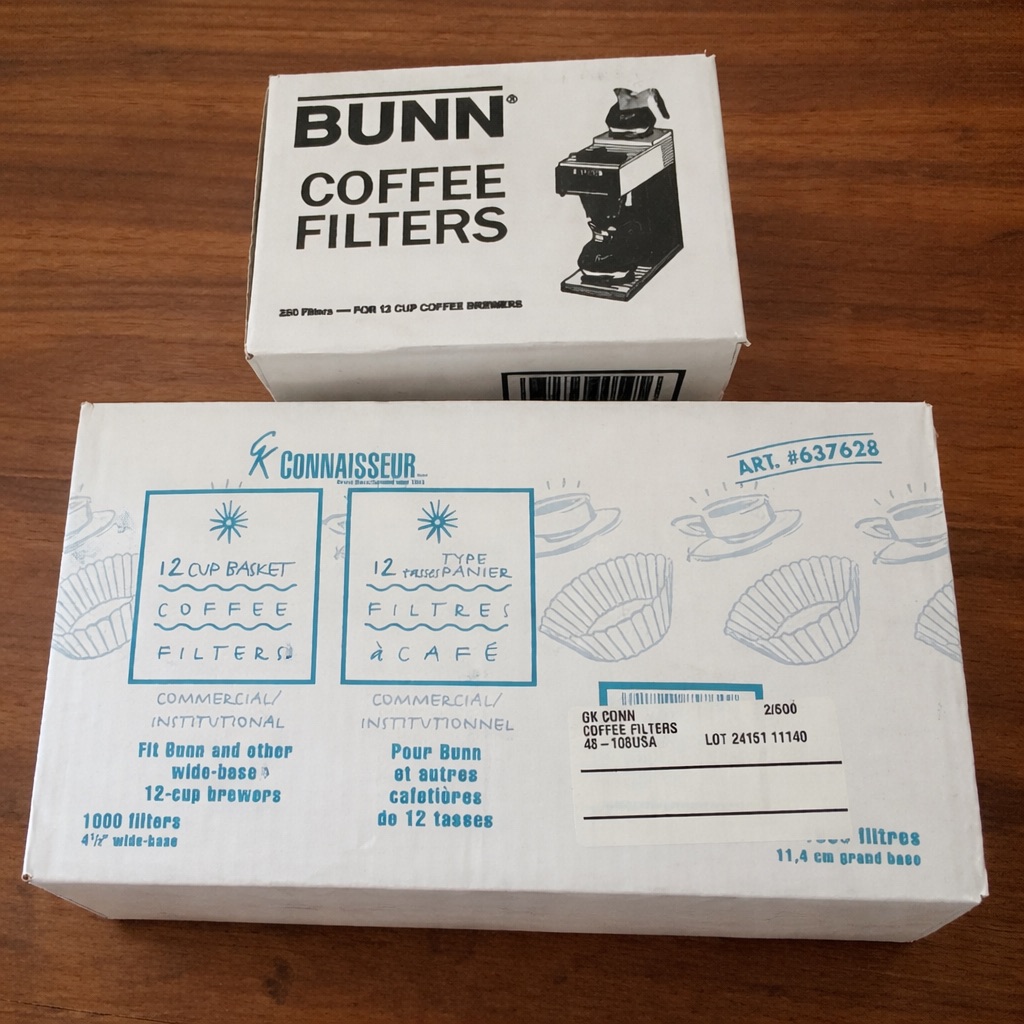 BUNN®
COFFEE
FILTERS
250 Filters — FOR 12 CUP COFFEE BREWERS
BUNN
GK CONNAISSEUR
ART. #637628
12 CUP BASKET
COFFEE
FILTERS
COMMERCIAL/
INSTITUTIONAL
Fit Bunn and other
wide-base
12-cup brewers
1000 filters
4½" wide-base
12 tasses TYPE PANIER
FILTRES
à CAFÉ
COMMERCIAL/
INSTITUTIONNEL
Pour Bunn
et autres
cafetières
de 12 tasses
GK CONN 2/500
COFFEE FILTERS
48-108USA LOT 24151 11140
filtres
11,4 cm grand base